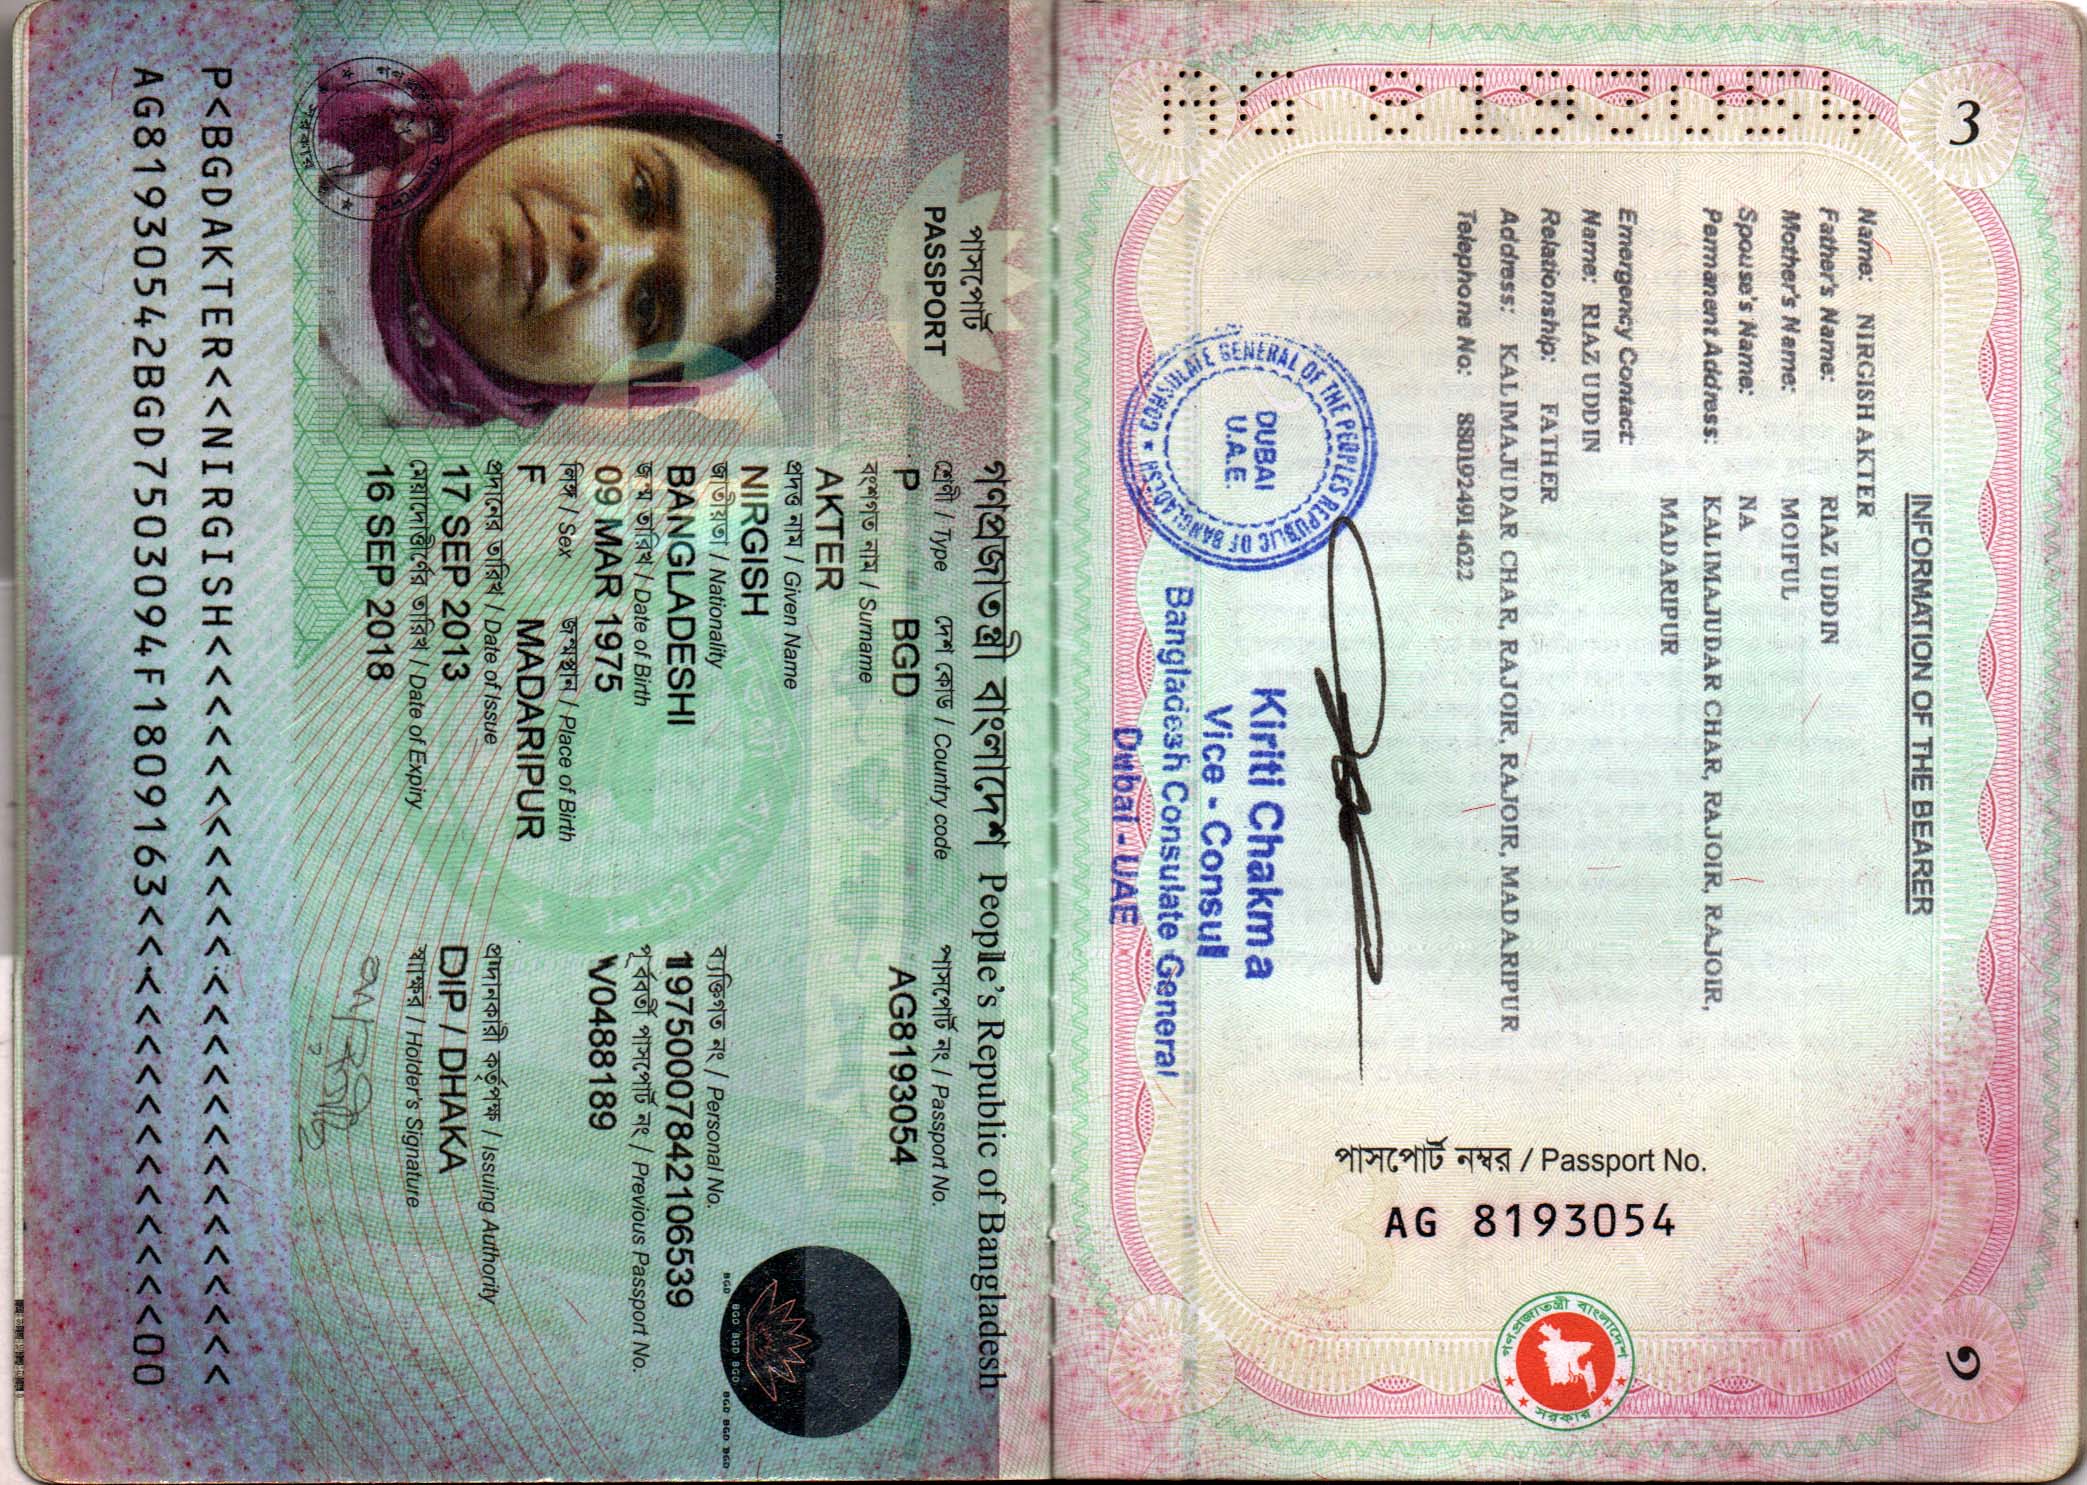 INFORMATION OF THE BEARER
Name: NIRGISH AKTER
Father's Name: RIAZ UDDIN
Mother's Name: MOIFUL
Spouse's Name: NA
Permanent Address: KALIMAJUDAR CHAR, RAJOIR, RAJOIR,
MADARIPUR
Emergency Contact:
Name: RIAZ UDDIN
Relationship: FATHER
Address: KALIMAJUDAR CHAR, RAJOIR, RAJOIR, MADARIPUR
Telephone No: 8801924914622
CONSULATE GENERAL OF THE PEOPLES REPUBLIC OF BANGLADESH
DUBAI
U.A.E.
Kiriti Chakma
Vice - Consul
Bangladesh Consulate General
Dubai - UAE
3
৩
AG 8193054
পাসপোর্ট নম্বর / Passport No.
AG 8193054
গণপ্রজাতন্ত্রী বাংলাদেশ
সরকার
গণপ্রজাতন্ত্রী বাংলাদেশ People's Republic of Bangladesh
পাসপোর্ট
PASSPORT
শ্রেণী / Type দেশ কোড / Country code পাসপোর্ট নং / Passport No.
P BGD AG8193054
বংশগত নাম / Surname
AKTER
প্রদত্ত নাম / Given Name
NIRGISH
জাতীয়তা / Nationality ব্যক্তিগত নং / Personal No.
BANGLADESHI 19750007842106539
জন্ম তারিখ / Date of Birth পূর্ববর্তী পাসপোর্ট নং / Previous Passport No.
09 MAR 1975 V0488189
লিঙ্গ / Sex জন্মস্থান / Place of Birth
F MADARIPUR
প্রদানের তারিখ / Date of Issue প্রদানকারী কর্তৃপক্ষ / Issuing Authority
17 SEP 2013 DIP / DHAKA
মেয়াদোত্তীর্ণের তারিখ / Date of Expiry স্বাক্ষর / Holder's Signature
16 SEP 2018
BGD BGD BGD BGD BGD BGD
P<BGDAKTER<<NIRGISH<<<<<<<<<<<<<<<<<<<<<<<<<
AG81930542BGD7503094F1809163<<<<<<<<<<<<<<00